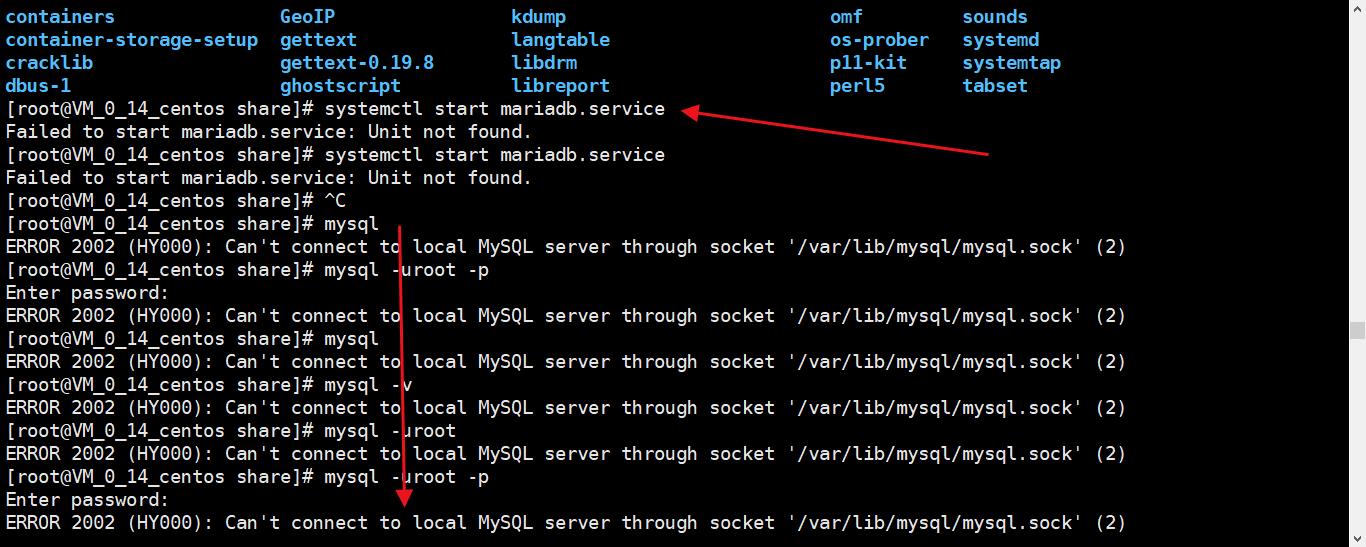 containers GeoIP kdump omf sounds
container-storage-setup gettext langtable os-prober systemd
cracklib gettext-0.19.8 libdrm p11-kit systemtap
dbus-1 ghostscript libreport perl5 tabset
[root@VM_0_14_centos share]# systemctl start mariadb.service
Failed to start mariadb.service: Unit not found.
[root@VM_0_14_centos share]# systemctl start mariadb.service
Failed to start mariadb.service: Unit not found.
[root@VM_0_14_centos share]# ^C
[root@VM_0_14_centos share]# mysql
ERROR 2002 (HY000): Can't connect to local MySQL server through socket '/var/lib/mysql/mysql.sock' (2)
[root@VM_0_14_centos share]# mysql -uroot -p
Enter password:
ERROR 2002 (HY000): Can't connect to local MySQL server through socket '/var/lib/mysql/mysql.sock' (2)
[root@VM_0_14_centos share]# mysql
ERROR 2002 (HY000): Can't connect to local MySQL server through socket '/var/lib/mysql/mysql.sock' (2)
[root@VM_0_14_centos share]# mysql -v
ERROR 2002 (HY000): Can't connect to local MySQL server through socket '/var/lib/mysql/mysql.sock' (2)
[root@VM_0_14_centos share]# mysql -uroot
ERROR 2002 (HY000): Can't connect to local MySQL server through socket '/var/lib/mysql/mysql.sock' (2)
[root@VM_0_14_centos share]# mysql -uroot -p
Enter password:
ERROR 2002 (HY000): Can't connect to local MySQL server through socket '/var/lib/mysql/mysql.sock' (2)